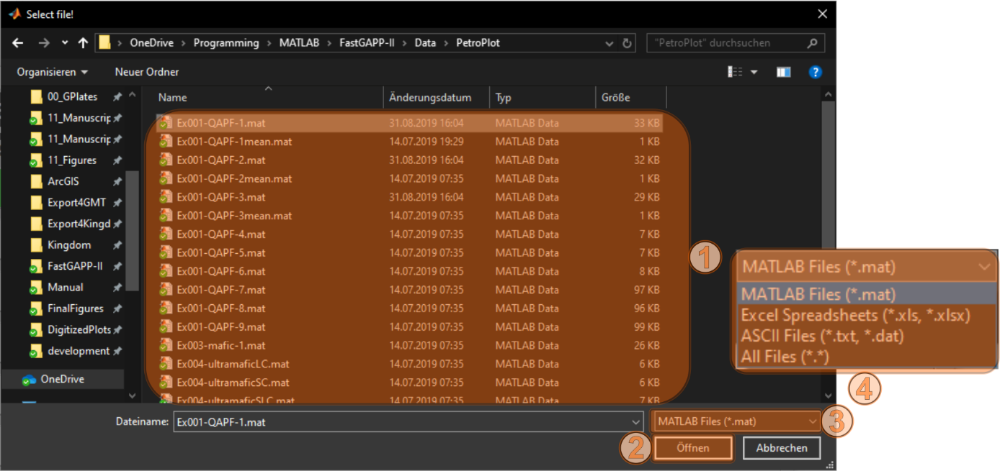 Select file!
OneDrive > Programming > MATLAB > FastGAPP-II > Data > PetroPlot
"PetroPlot" durchsuchen
Organisieren Neuer Ordner ?
00_GPlates
11_Manuscrip
11_Manuscrip
11_Figures
ArcGIS
Export4GMT
Export4Kingd
Kingdom
FastGAPP-II
Manual
FinalFigures
DigitizedPlots
development
OneDrive
Name Änderungsdatum Typ Größe
Ex001-QAPF-1.mat 31.08.2019 16:04 MATLAB Data 33 KB
Ex001-QAPF-1mean.mat 14.07.2019 19:29 MATLAB Data 1 KB
Ex001-QAPF-2.mat 31.08.2019 16:04 MATLAB Data 32 KB
Ex001-QAPF-2mean.mat 14.07.2019 07:35 MATLAB Data 1 KB
Ex001-QAPF-3.mat 31.08.2019 16:04 MATLAB Data 29 KB
Ex001-QAPF-3mean.mat 14.07.2019 07:35 MATLAB Data 1 KB
Ex001-QAPF-4.mat 14.07.2019 07:35 MATLAB Data 7 KB
Ex001-QAPF-5.mat 14.07.2019 07:35 MATLAB Data 7 KB
Ex001-QAPF-6.mat 14.07.2019 07:35 MATLAB Data 8 KB
Ex001-QAPF-7.mat 14.07.2019 07:35 MATLAB Data 97 KB
Ex001-QAPF-8.mat 14.07.2019 07:35 MATLAB Data 96 KB
Ex001-QAPF-9.mat 14.07.2019 07:35 MATLAB Data 99 KB
Ex003-mafic-1.mat 14.07.2019 07:35 MATLAB Data 26 KB
Ex004-ultramaficLC.mat 14.07.2019 07:35 MATLAB Data 6 KB
Ex004-ultramaficSC.mat 14.07.2019 07:35 MATLAB Data 6 KB
Ex004-ultramaficSLC.mat 14.07.2019 07:35 MATLAB Data 7 KB
1
MATLAB Files (*.mat)
MATLAB Files (*.mat)
Excel Spreadsheets (*.xls, *.xlsx)
ASCII Files (*.txt, *.dat)
All Files (*.*)
4
Dateiname: Ex001-QAPF-1.mat MATLAB Files (*.mat) 3
2 Öffnen Abbrechen